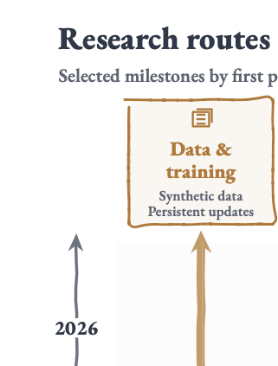 Research routes
Selected milestones by first p
Data &
training
Synthetic data
Persistent updates
2026